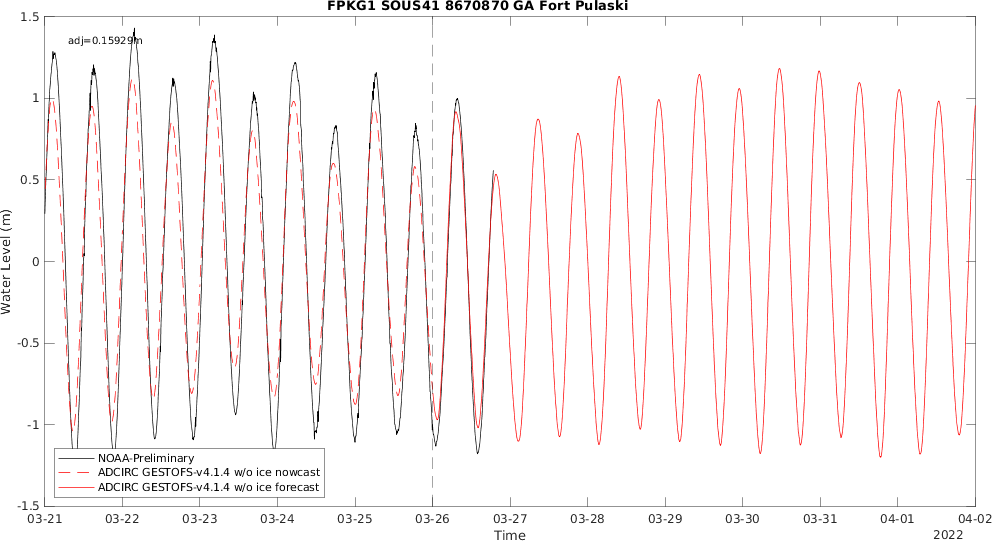 FPKG1 SOUS41 8670870 GA Fort Pulaski
1.5
adj=0.15929m
1
0.5
0
-0.5
-1
-1.5
Water Level (m)
NOAA-Preliminary
ADCIRC GESTOFS-v4.1.4 w/o ice nowcast
ADCIRC GESTOFS-v4.1.4 w/o ice forecast
03-21 03-22 03-23 03-24 03-25 03-26 03-27 03-28 03-29 03-30 03-31 04-01 04-02
Time
2022